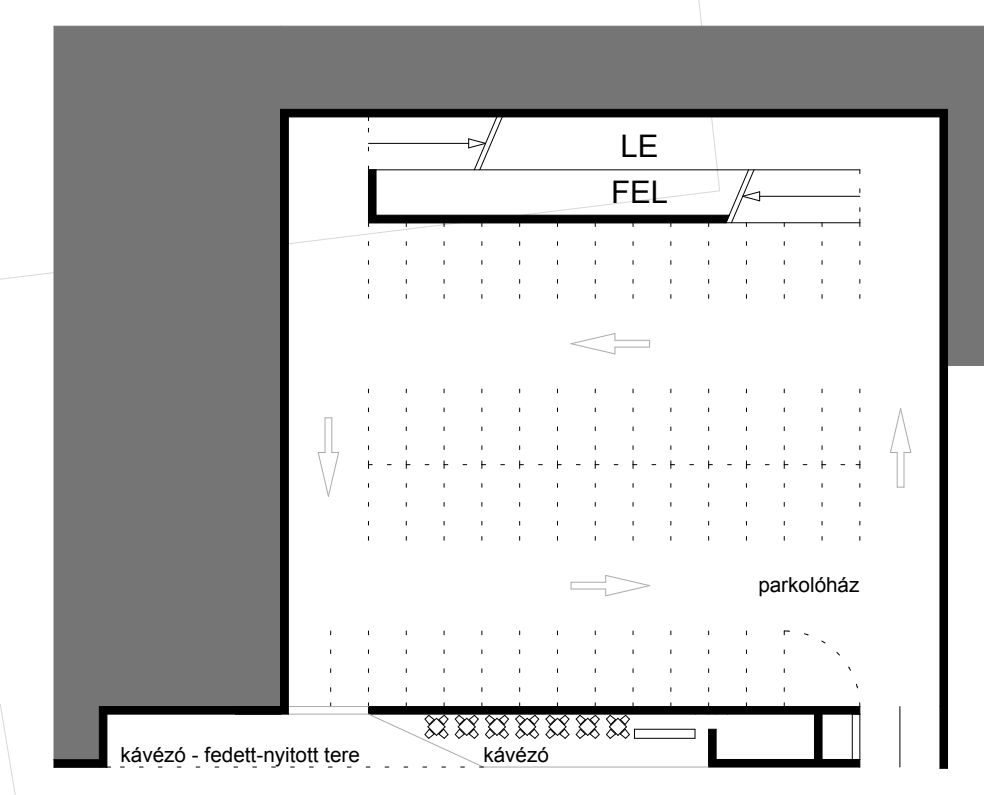 LE
FEL
parkolóház
kávézó - fedett-nyitott tere
kávézó